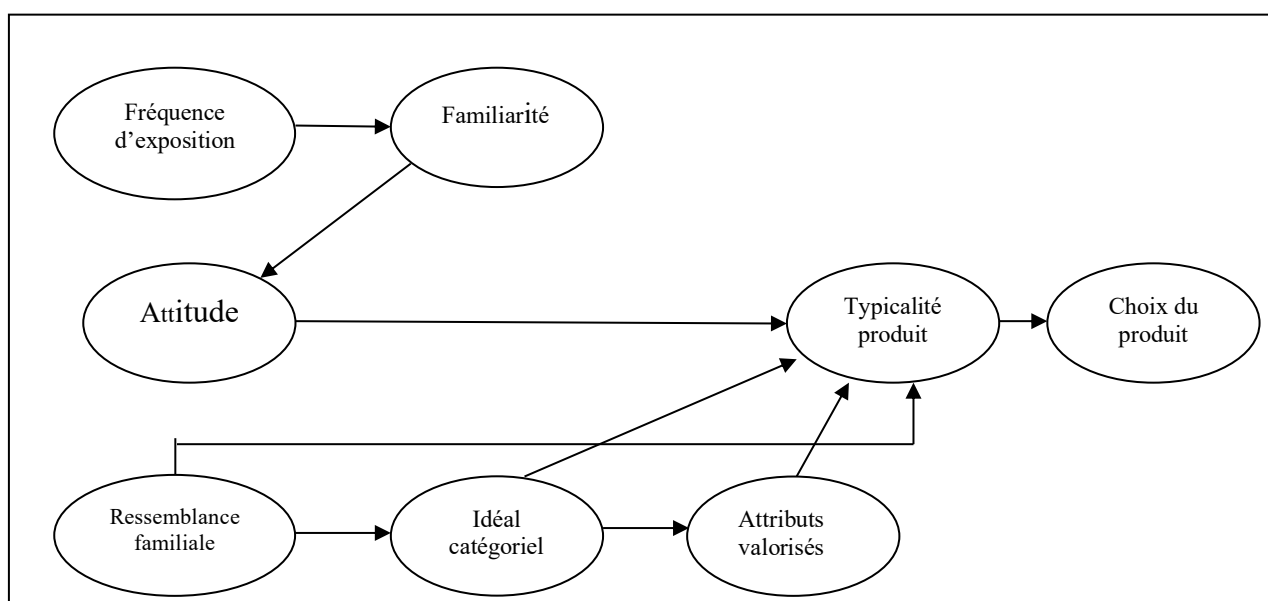 Fréquence
d’exposition
Familiarité
Attitude
Typicalité
produit
Choix du
produit
Ressemblance
familiale
Idéal
catégoriel
Attributs
valorisés